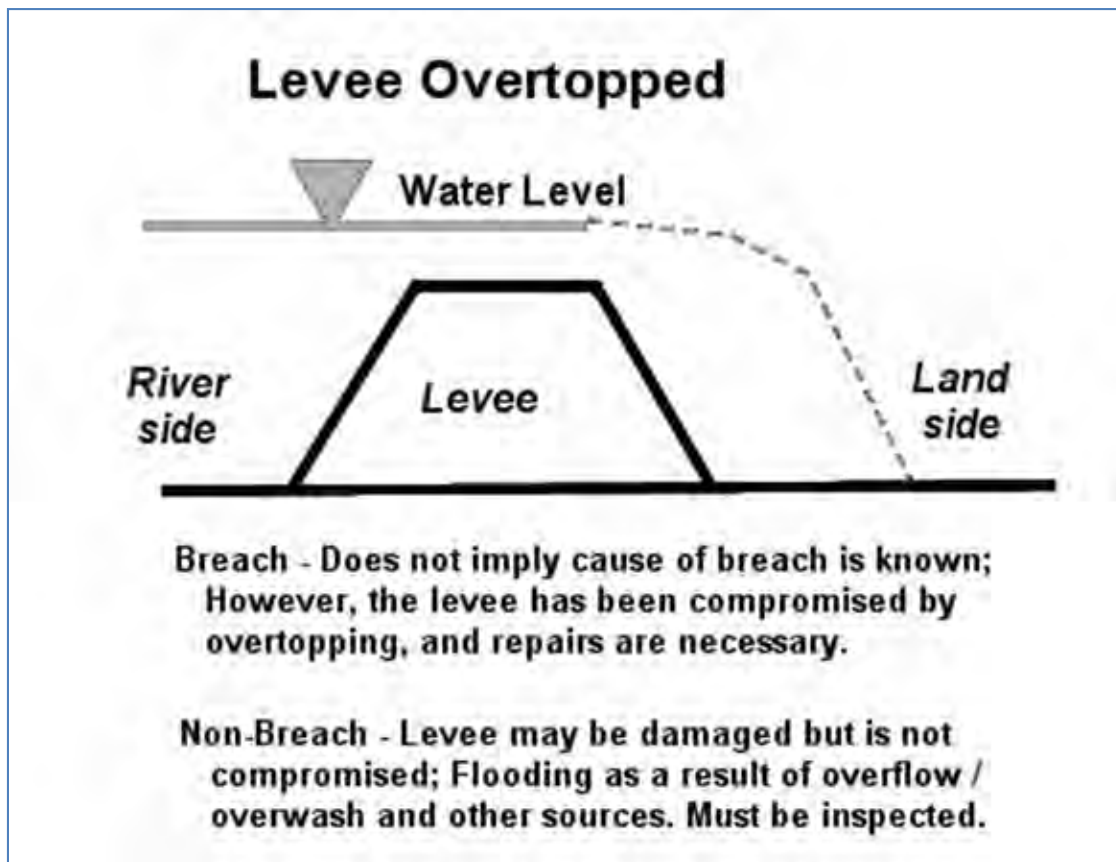 Levee Overtopped
Water Level
River
side
Levee
Land
side
Breach - Does not imply cause of breach is known;
However, the levee has been compromised by
overtopping, and repairs are necessary.
Non-Breach - Levee may be damaged but is not
compromised; Flooding as a result of overflow /
overwash and other sources. Must be inspected.